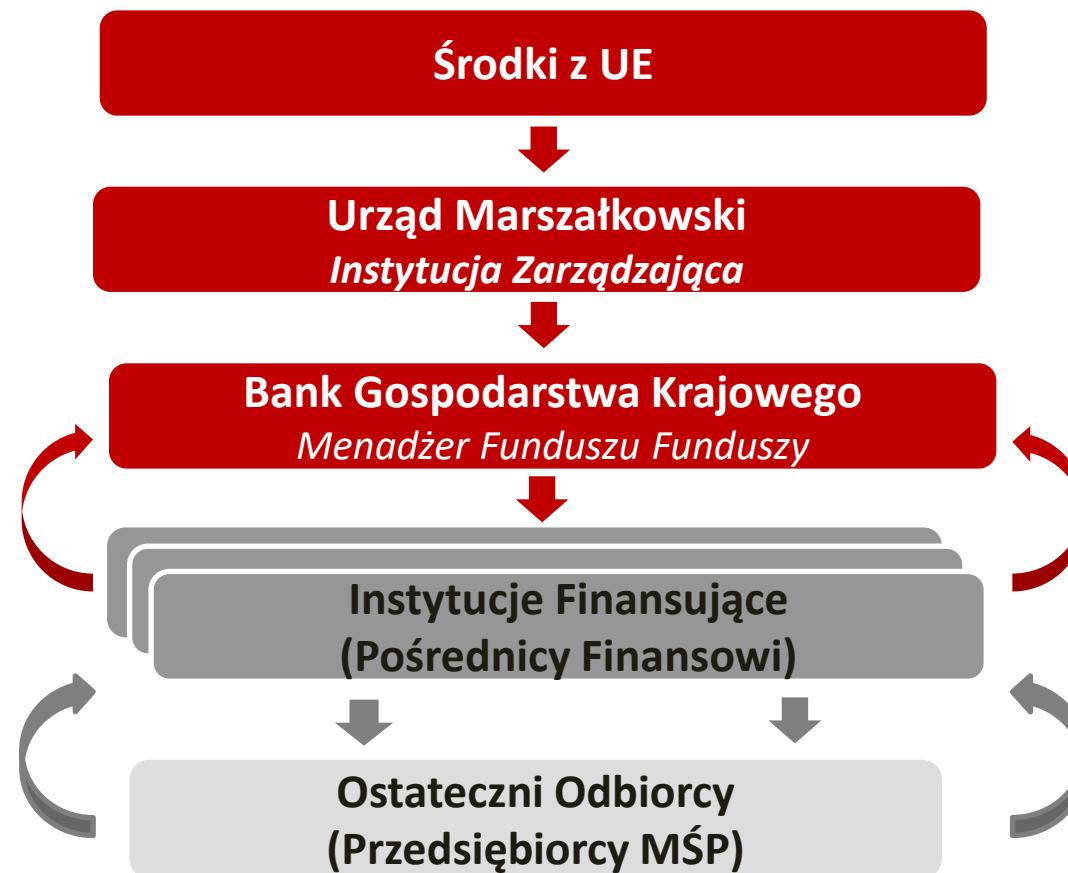 Środki z UE
Urząd Marszałkowski
Instytucja Zarządzająca
Bank Gospodarstwa Krajowego
Menadżer Funduszu Funduszy
Instytucje Finansujące
(Pośrednicy Finansowi)
Ostateczni Odbiorcy
(Przedsiębiorcy MŚP)